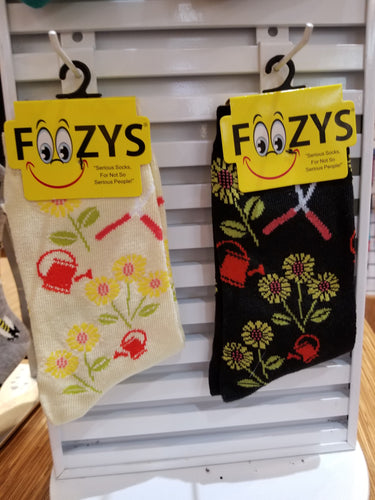 FOOZYS
"Serious Socks,
For Not So
Serious People!"
FOOZYS
"Serious Socks,
For Not So
Serious People!"